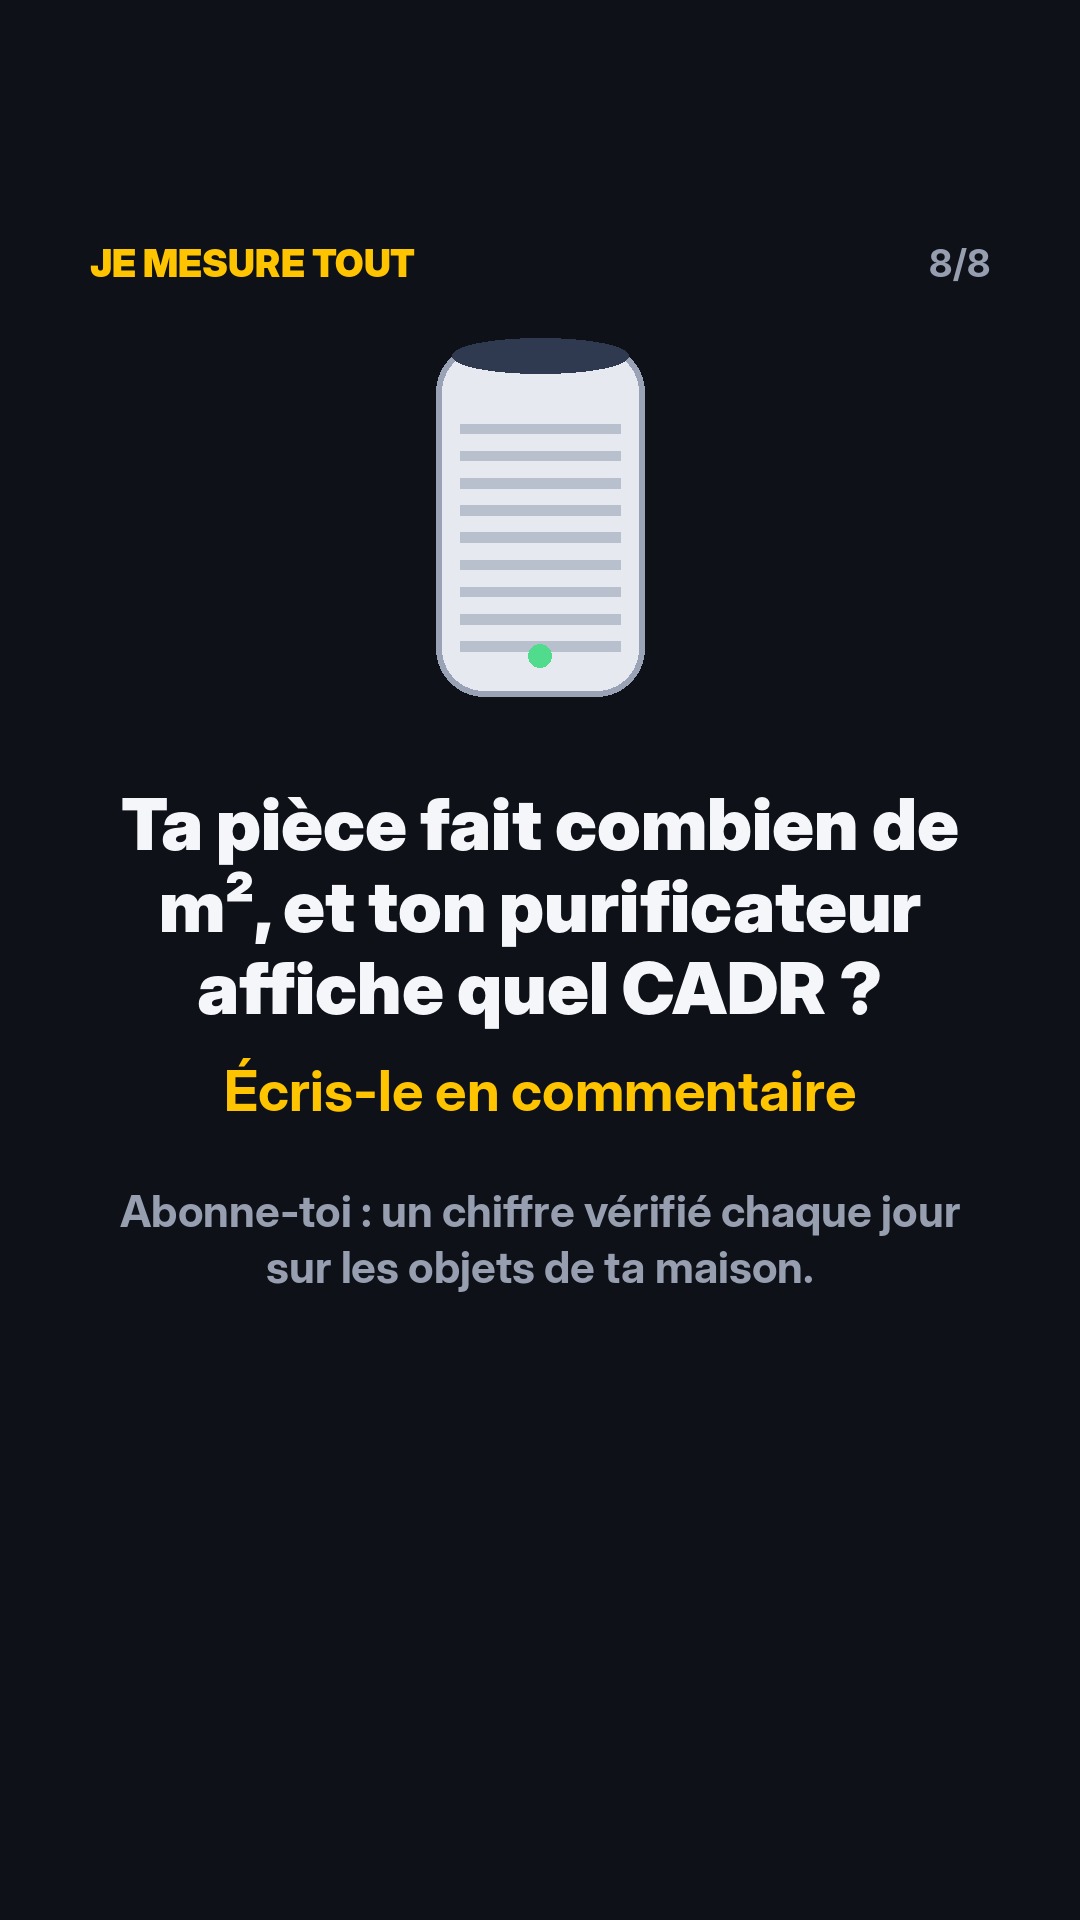 JE MESURE TOUT
8/8
Ta pièce fait combien de
m², et ton purificateur
affiche quel CADR ?
Écris-le en commentaire
Abonne-toi : un chiffre vérifié chaque jour
sur les objets de ta maison.